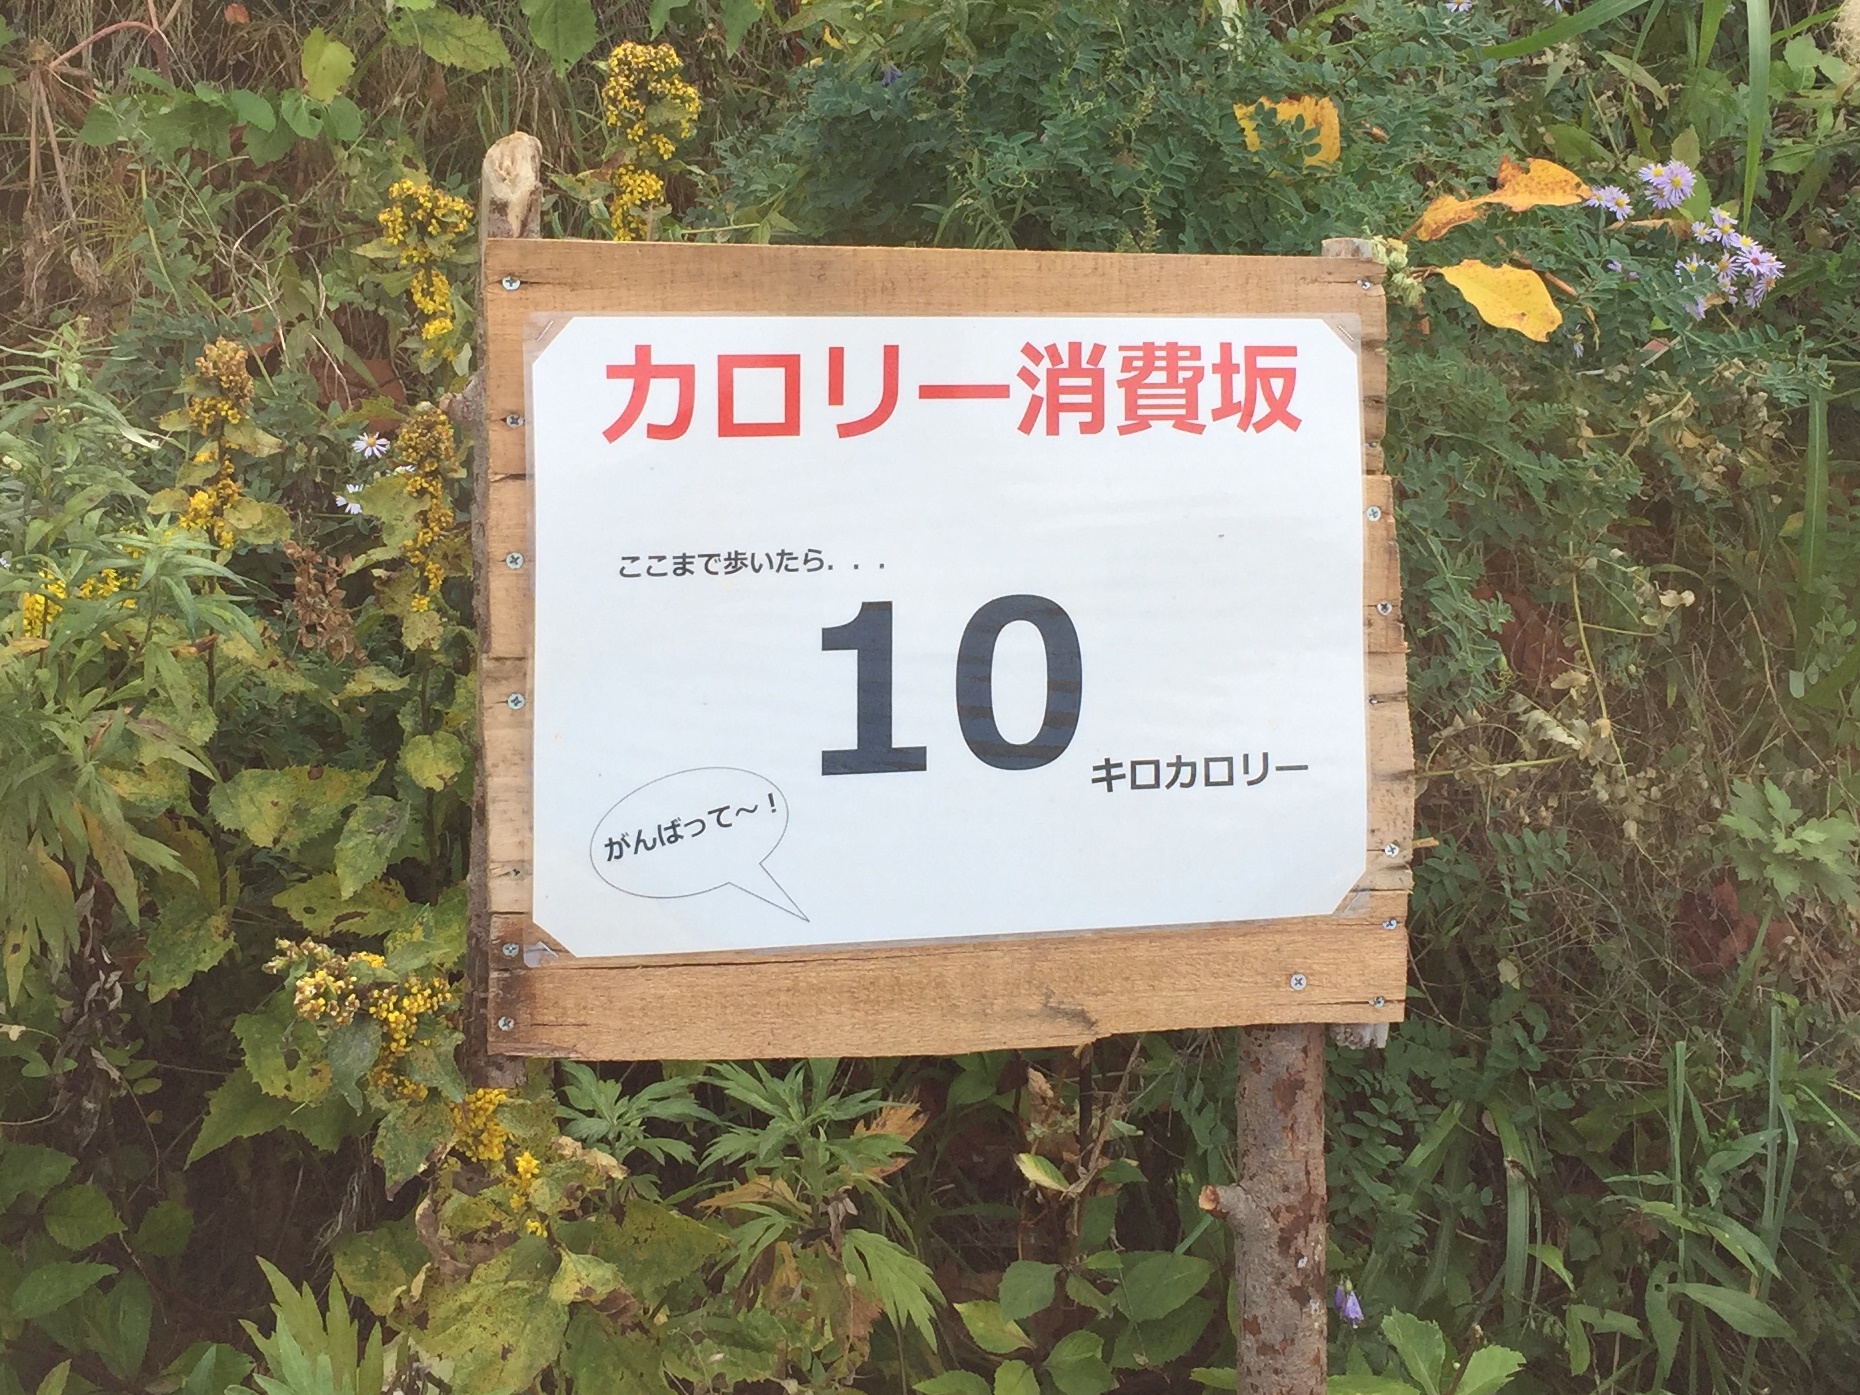 カロリー消費坂
ここまで歩いたら．．．
10
キロカロリー
がんばって～！